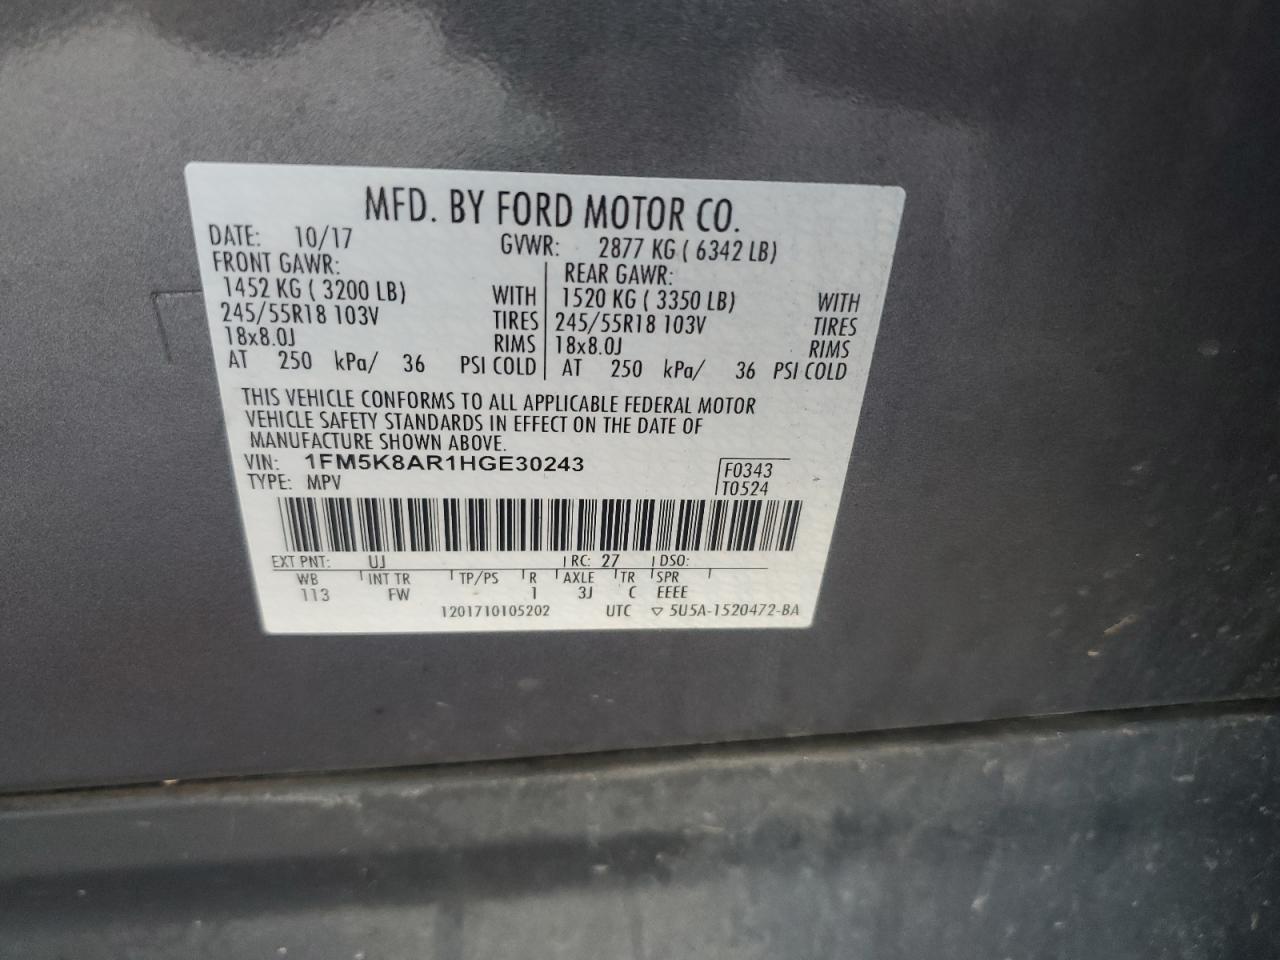 MFD. BY FORD MOTOR CO.
DATE: 10/17 GVWR: 2877 KG ( 6342 LB)
FRONT GAWR: REAR GAWR:
1452 KG ( 3200 LB) WITH 1520 KG ( 3350 LB) WITH
245/55R18 103V TIRES 245/55R18 103V TIRES
18x8.0J RIMS 18x8.0J RIMS
AT 250 kPa/ 36 PSI COLD AT 250 kPa/ 36 PSI COLD
THIS VEHICLE CONFORMS TO ALL APPLICABLE FEDERAL MOTOR
VEHICLE SAFETY STANDARDS IN EFFECT ON THE DATE OF
MANUFACTURE SHOWN ABOVE.
VIN: 1FM5K8AR1HGE30243 F0343
TYPE: MPV T0524
EXT PNT: UJ RC: 27 DSO:
WB INT TR TP/PS R AXLE TR SPR
113 FW 1 3J C EEEE
1201710105202 UTC ▽ 5U5A-1520472-BA